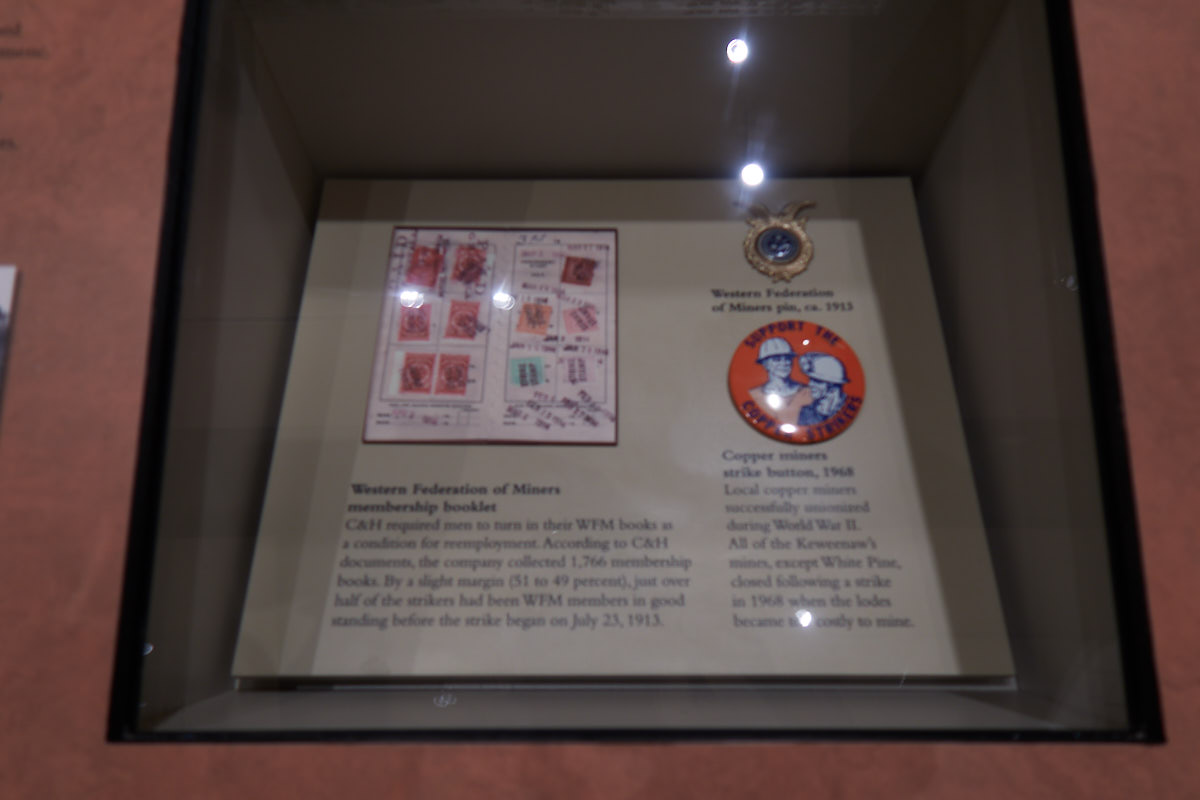 Western Federation of Miners
membership booklet
C&H required men to turn in their WFM books as
a condition for reemployment. According to C&H
documents, the company collected 1,766 membership
books. By a slight margin (51 to 49 percent), just over
half of the strikers had been WFM members in good
standing before the strike began on July 23, 1913.
Western Federation
of Miners pin, ca. 1913
SUPPORT THE
COPPER STRIKERS
Copper miners
strike button, 1968
Local copper miners
successfully unionized
during World War II.
All of the Keweenaw's
mines, except White Pine,
closed following a strike
in 1968 when the lodes
became too costly to mine.